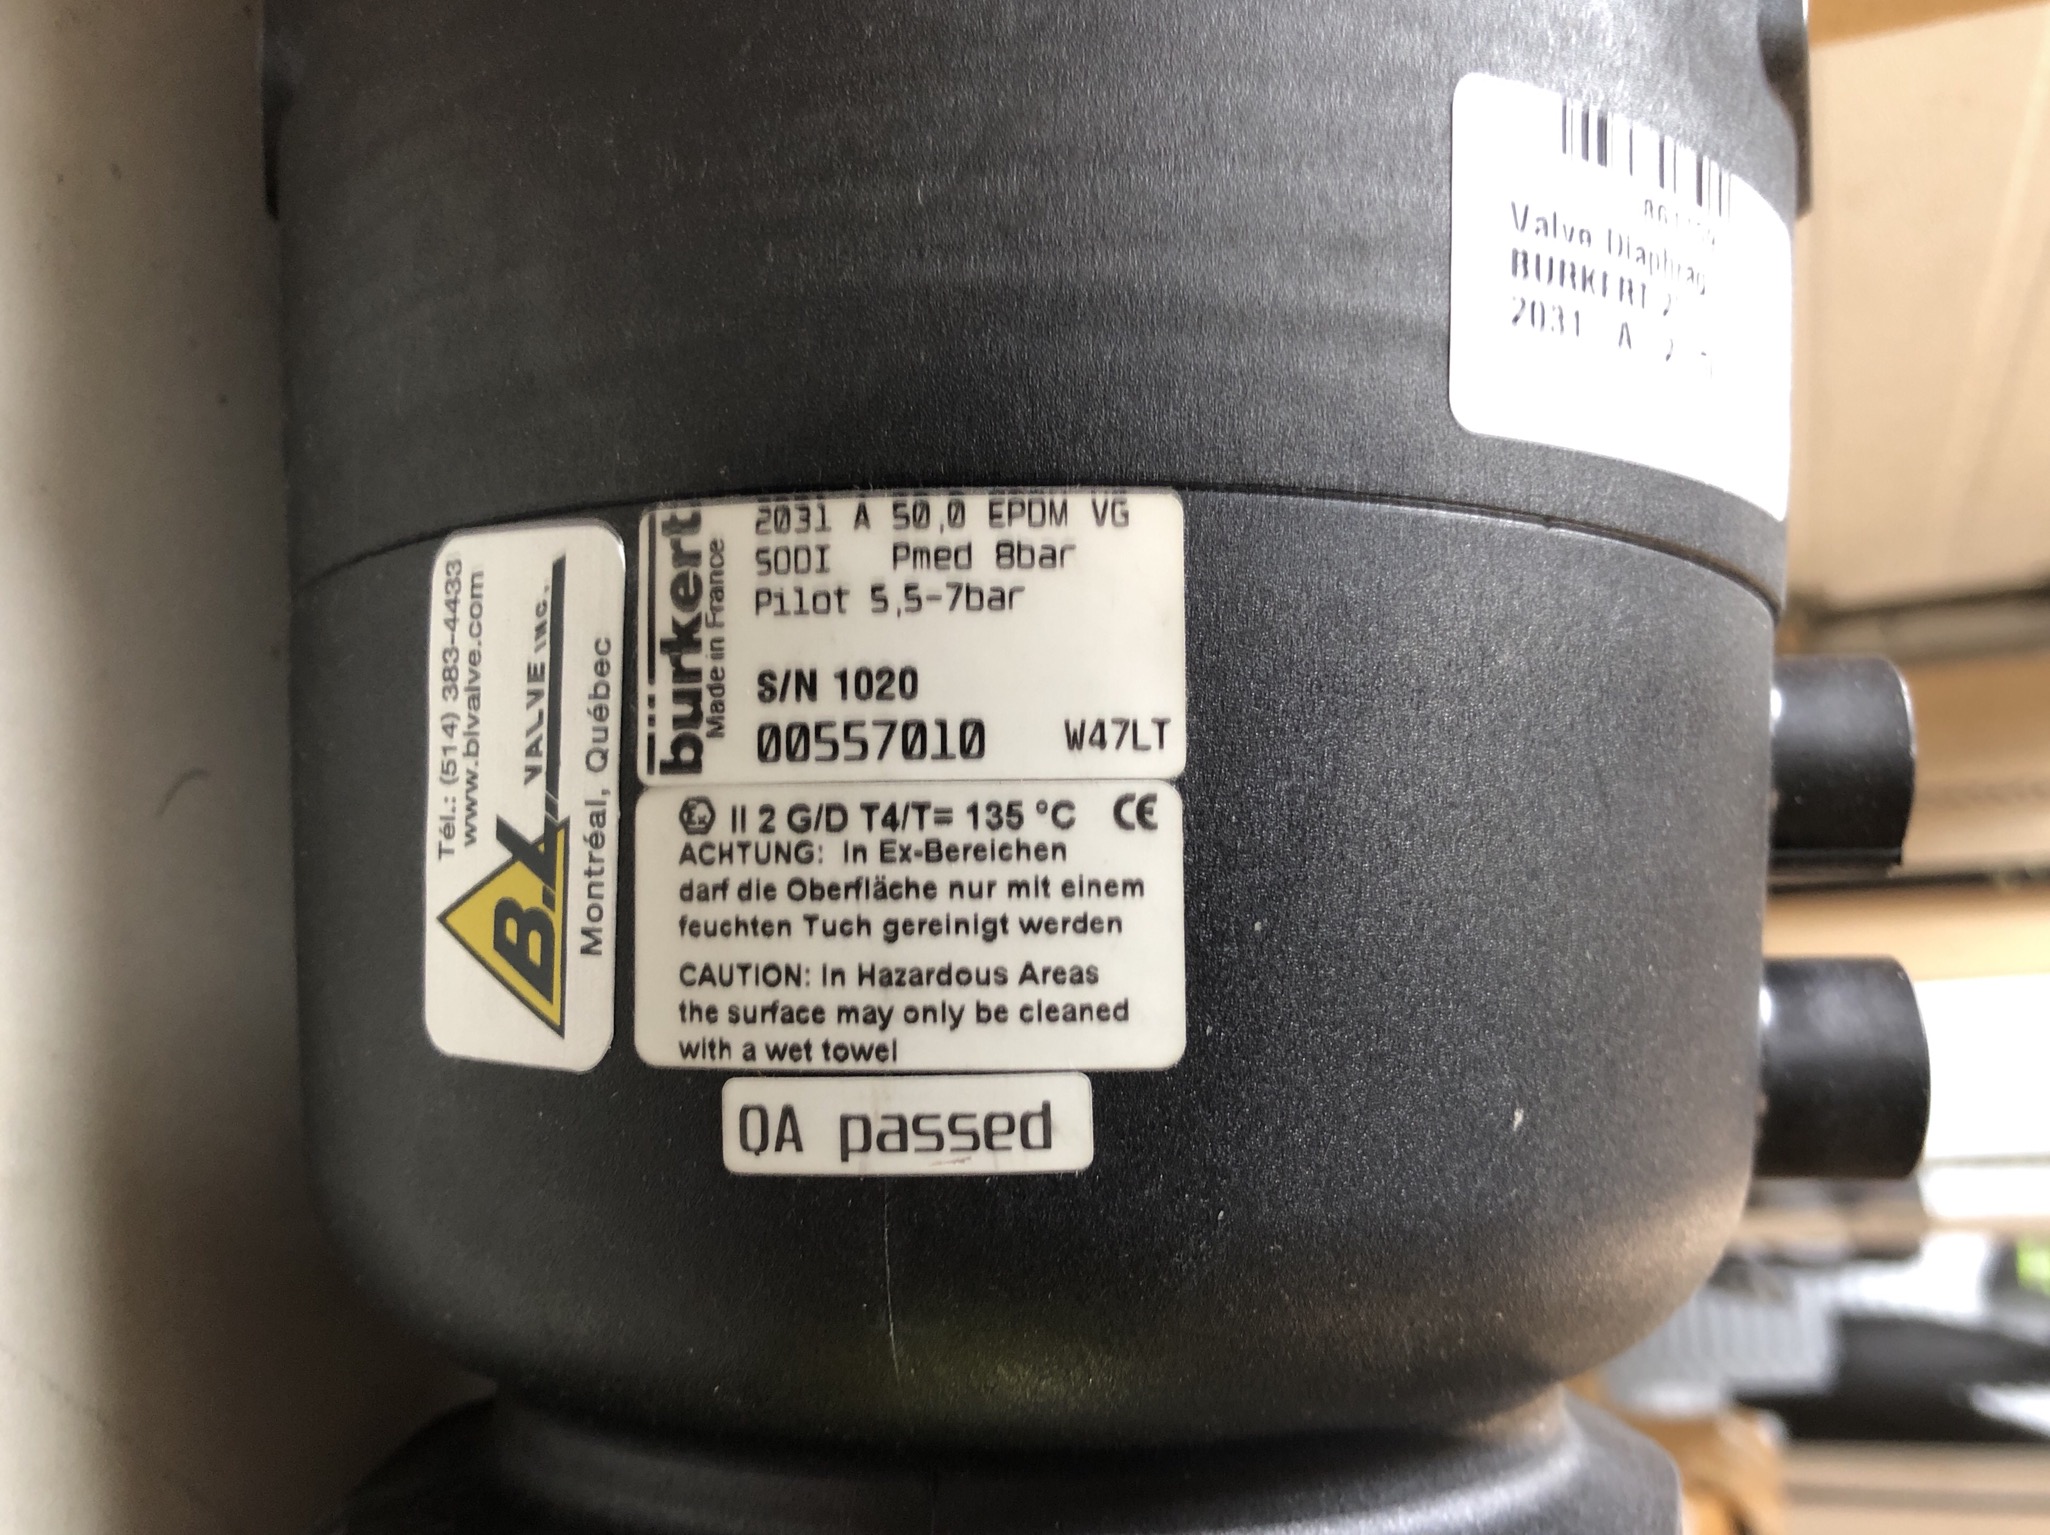 Valve Diaphrag
BURKERT 2
2031 A 2
Tél.: (514) 383-4433
www.blvalve.com
B.L. VALVE INC.
Montréal, Québec
bürkert
Made in France
2031 A 50,0 EPDM VG
SODI Pmed 8bar
Pilot 5,5-7bar
S/N 1020
00557010 W47LT
Ex II 2 G/D T4/T= 135 °C CE
ACHTUNG: In Ex-Bereichen
darf die Oberfläche nur mit einem
feuchten Tuch gereinigt werden
CAUTION: In Hazardous Areas
the surface may only be cleaned
with a wet towel
QA passed